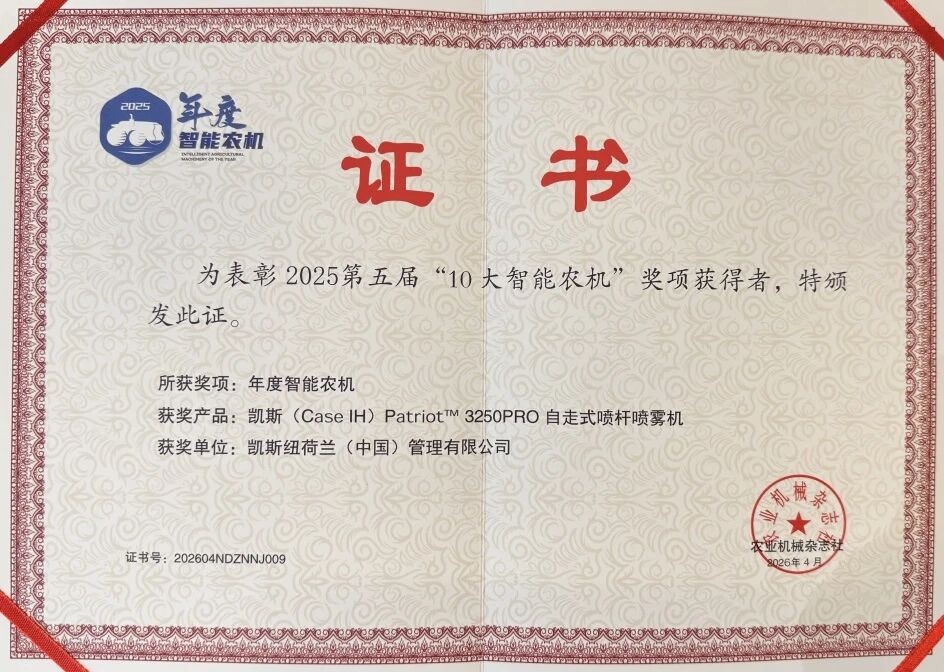 2025
年度
智能农机
INTELLIGENT AGRICULTURAL
MACHINERY OF THE YEAR
证书
为表彰 2025第五届“10 大智能农机”奖项获得者，特颁
发此证。
所获奖项：年度智能农机
获奖产品：凯斯（Case IH）Patriot™ 3250PRO 自走式喷杆喷雾机
获奖单位：凯斯纽荷兰（中国）管理有限公司
农业机械杂志社
证书号：202604NDZNNJ009
农业机械杂志社
2026年 4 月